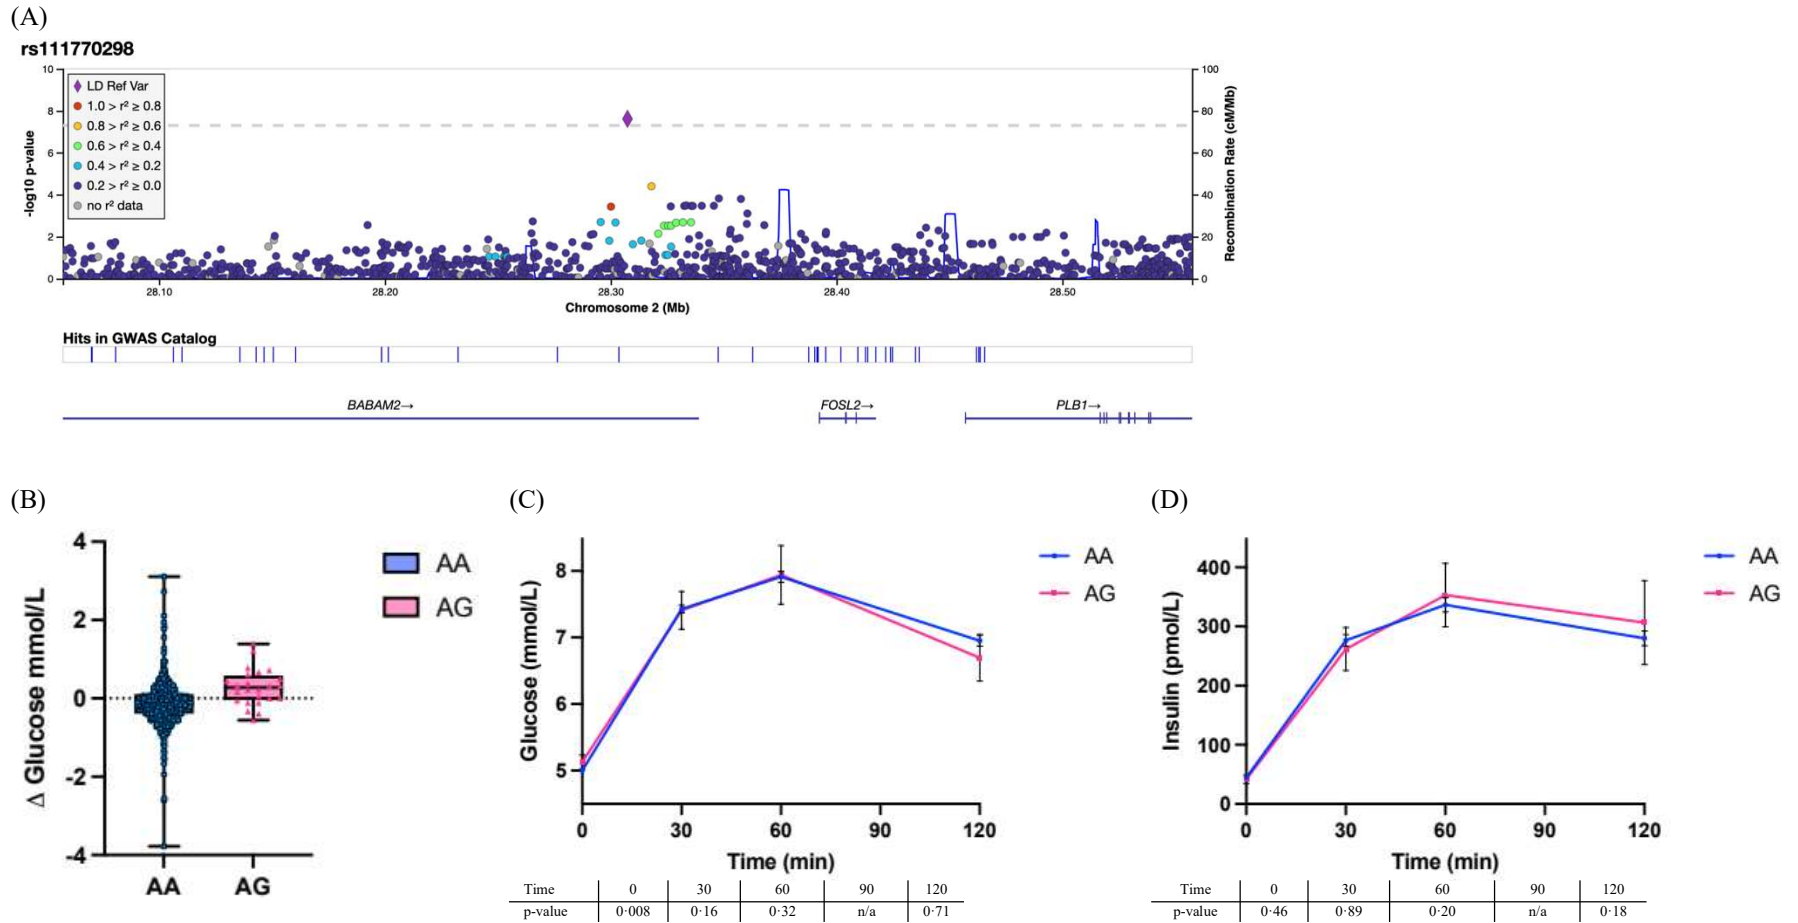 (A)
rs111770298
10
8
6
4
2
0
-log10 p-value
LD Ref Var
1.0 > r² ≥ 0.8
0.8 > r² ≥ 0.6
0.6 > r² ≥ 0.4
0.4 > r² ≥ 0.2
0.2 > r² ≥ 0.0
no r² data
100
80
60
40
20
0
Recombination Rate (cM/Mb)
28.10 28.20 28.30 28.40 28.50
Chromosome 2 (Mb)
Hits in GWAS Catalog
BABAM2→ FOSL2→ PLB1→
(B)
Δ Glucose mmol/L
4
2
0
-2
-4
AA AG
AA
AG
(C)
Glucose (mmol/L)
8
7
6
5
0 30 60 90 120
Time (min)
AA
AG
Time 0 30 60 90 120
p-value 0·008 0·16 0·32 n/a 0·71
(D)
Insulin (pmol/L)
400
300
200
100
0
0 30 60 90 120
Time (min)
AA
AG
Time 0 30 60 90 120
p-value 0·46 0·89 0·20 n/a 0·18